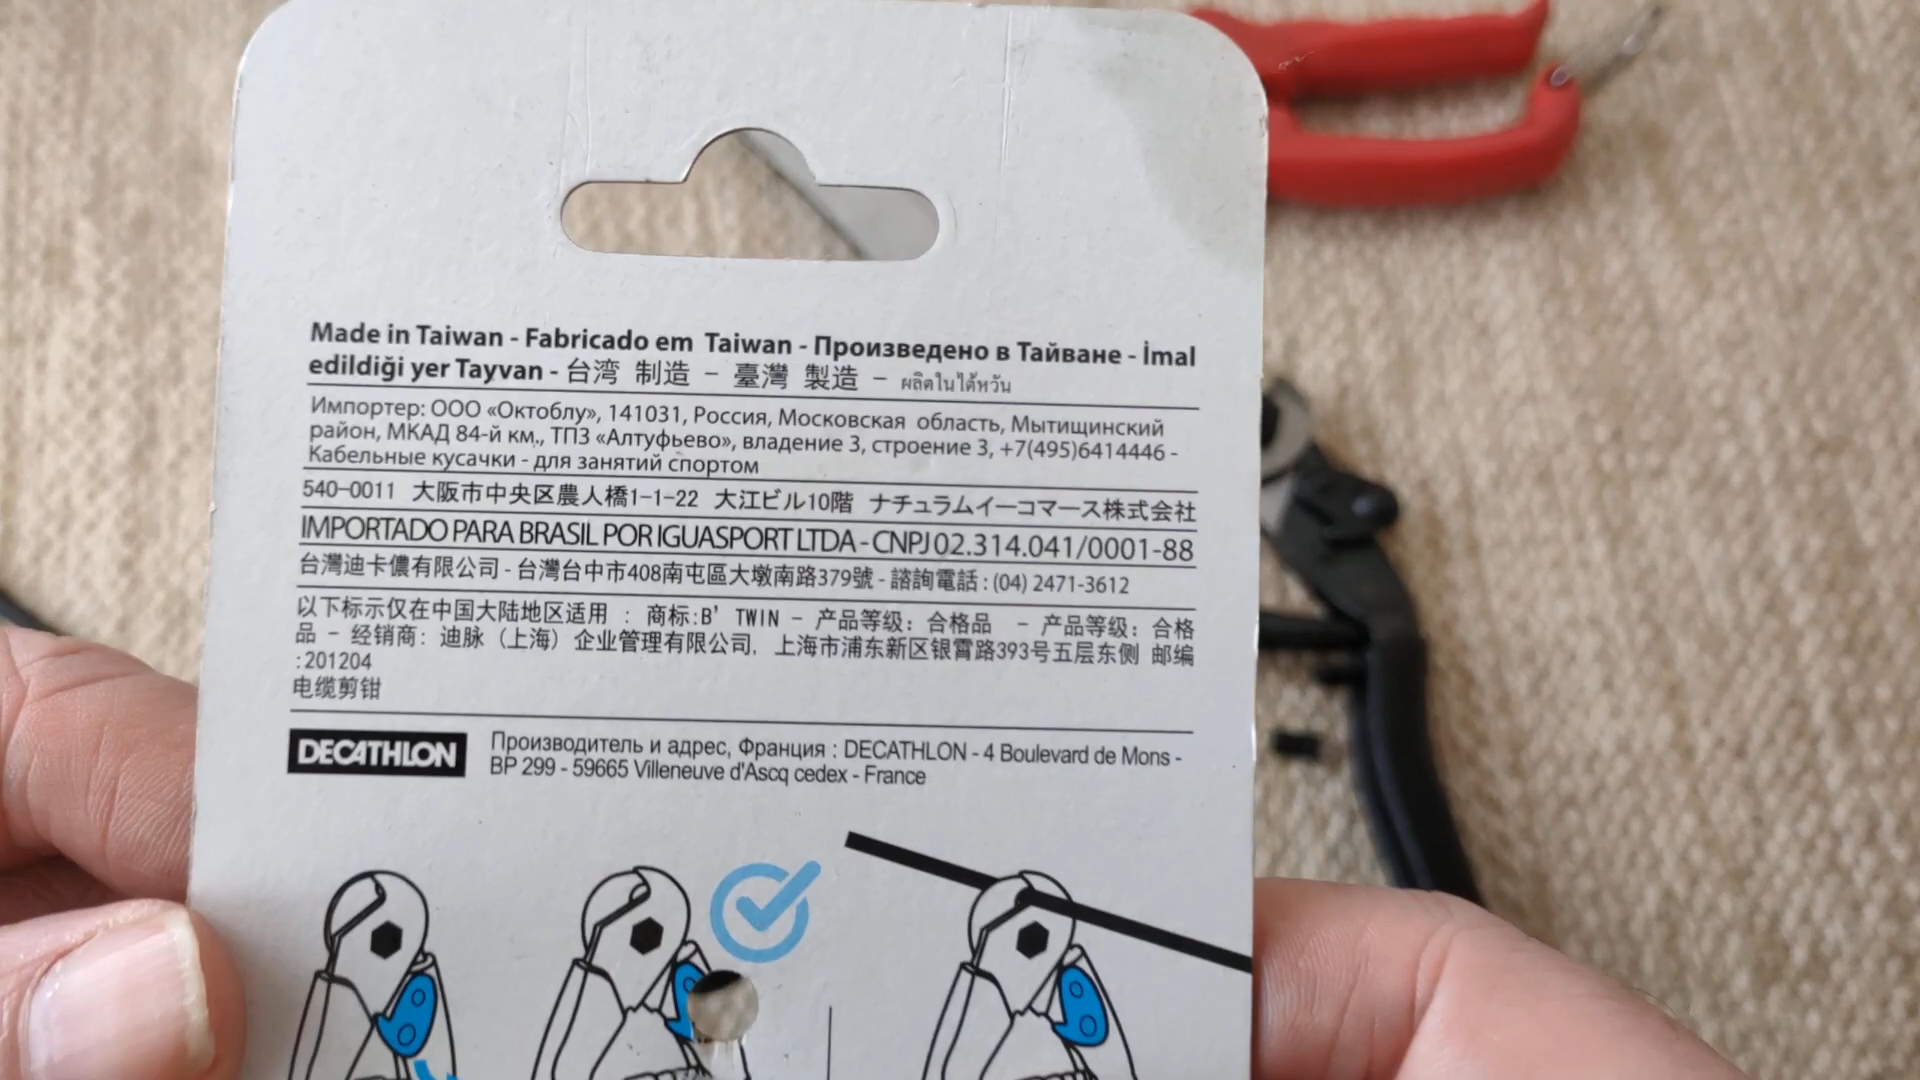 Made in Taiwan - Fabricado em Taiwan - Произведено в Тайване - İmal
edildiği yer Tayvan - 台湾 制造 - 臺灣 製造 - ผลิตในไต้หวัน
Импортер: ООО «Октоблу», 141031, Россия, Московская область, Мытищинский
район, МКАД 84-й км., ТПЗ «Алтуфьево», владение 3, строение 3, +7(495)6414446 -
Кабельные кусачки - для занятий спортом
540-0011 大阪市中央区農人橋1-1-22 大江ビル10階 ナチュラムイーコマース株式会社
IMPORTADO PARA BRASIL POR IGUASPORT LTDA - CNPJ 02.314.041/0001-88
台灣迪卡儂有限公司 - 台灣台中市408南屯區大墩南路379號 - 諮詢電話 : (04) 2471-3612
以下标示仅在中国大陆地区适用 : 商标:B' TWIN - 产品等级: 合格品 - 产品等级: 合格
品 - 经销商: 迪脉 (上海) 企业管理有限公司, 上海市浦东新区银霄路393号五层东侧 邮编
:201204
电缆剪钳
DECATHLON Производитель и адрес, Франция : DECATHLON - 4 Boulevard de Mons -
BP 299 - 59665 Villeneuve d'Ascq cedex - France